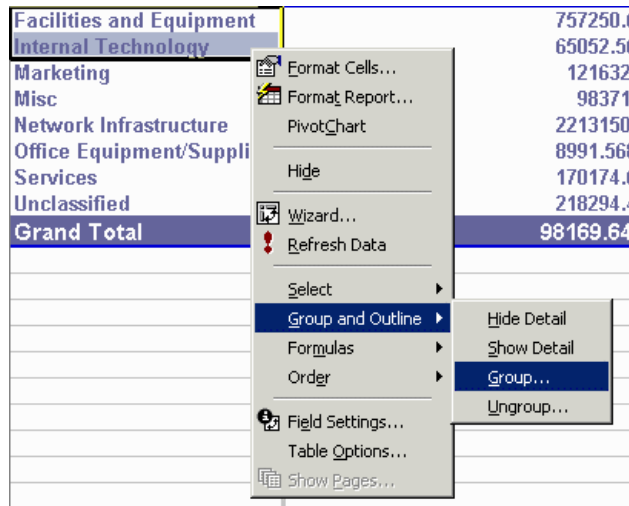 Facilities and Equipment 757250.
Internal Technology 65052.5
Marketing 121632
Misc 98371
Network Infrastructure 2213150
Office Equipment/Suppli 8991.56
Services 170174.
Unclassified 218294.
Grand Total 98169.64
Format Cells...
Format Report...
PivotChart
Hide
Wizard...
Refresh Data
Select
Group and Outline
Formulas
Order
Field Settings...
Table Options...
Show Pages...
Hide Detail
Show Detail
Group...
Ungroup...